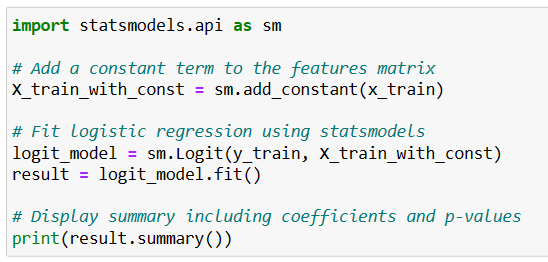 import statsmodels.api as sm
# Add a constant term to the features matrix
X_train_with_const = sm.add_constant(x_train)
# Fit logistic regression using statsmodels
logit_model = sm.Logit(y_train, X_train_with_const)
result = logit_model.fit()
# Display summary including coefficients and p-values
print(result.summary())